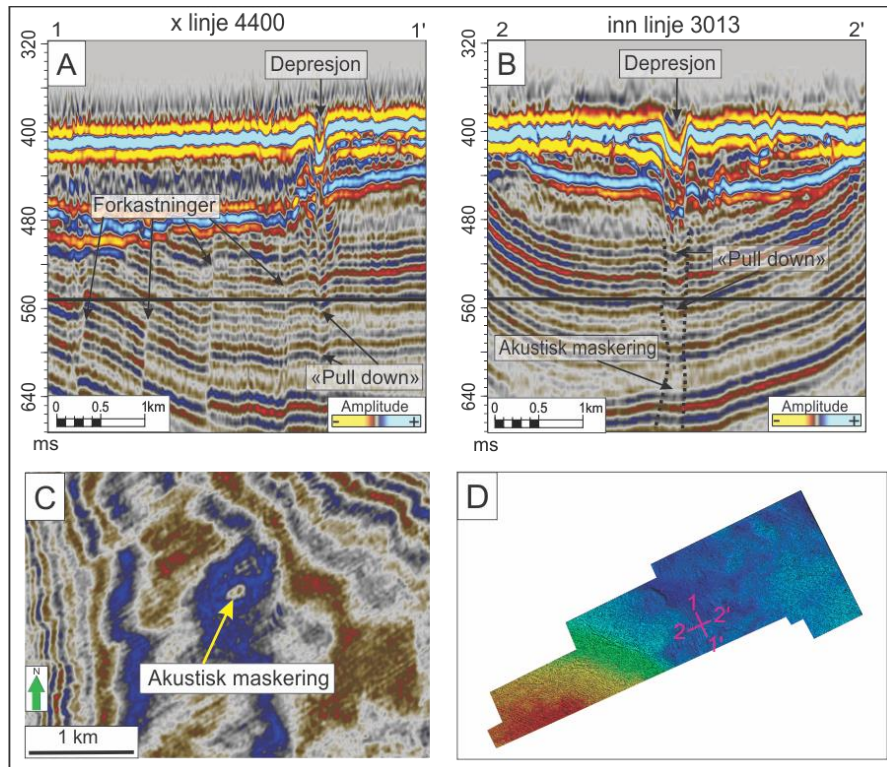 1 x linje 4400 1'
320
400
480
560
640
ms
A
Depresjon
Forkastninger
«Pull down»
0 0.5 1km
Amplitude
- +
2 inn linje 3013 2'
320
400
480
560
640
ms
B
Depresjon
«Pull down»
Akustisk maskering
0 0.5 1km
Amplitude
- +
C
Akustisk maskering
N
1 km
D
1
2 2'
1'